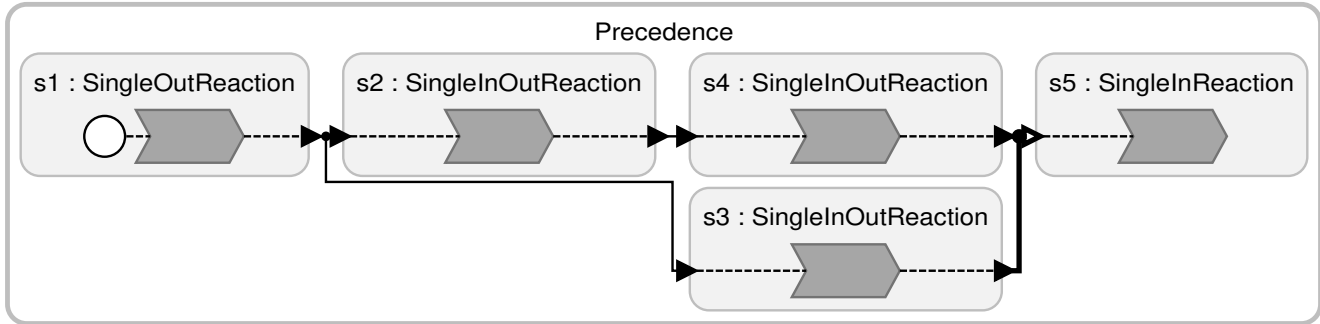 Precedence
s1 : SingleOutReaction
s2 : SingleInOutReaction
s4 : SingleInOutReaction
s5 : SingleInReaction
s3 : SingleInOutReaction